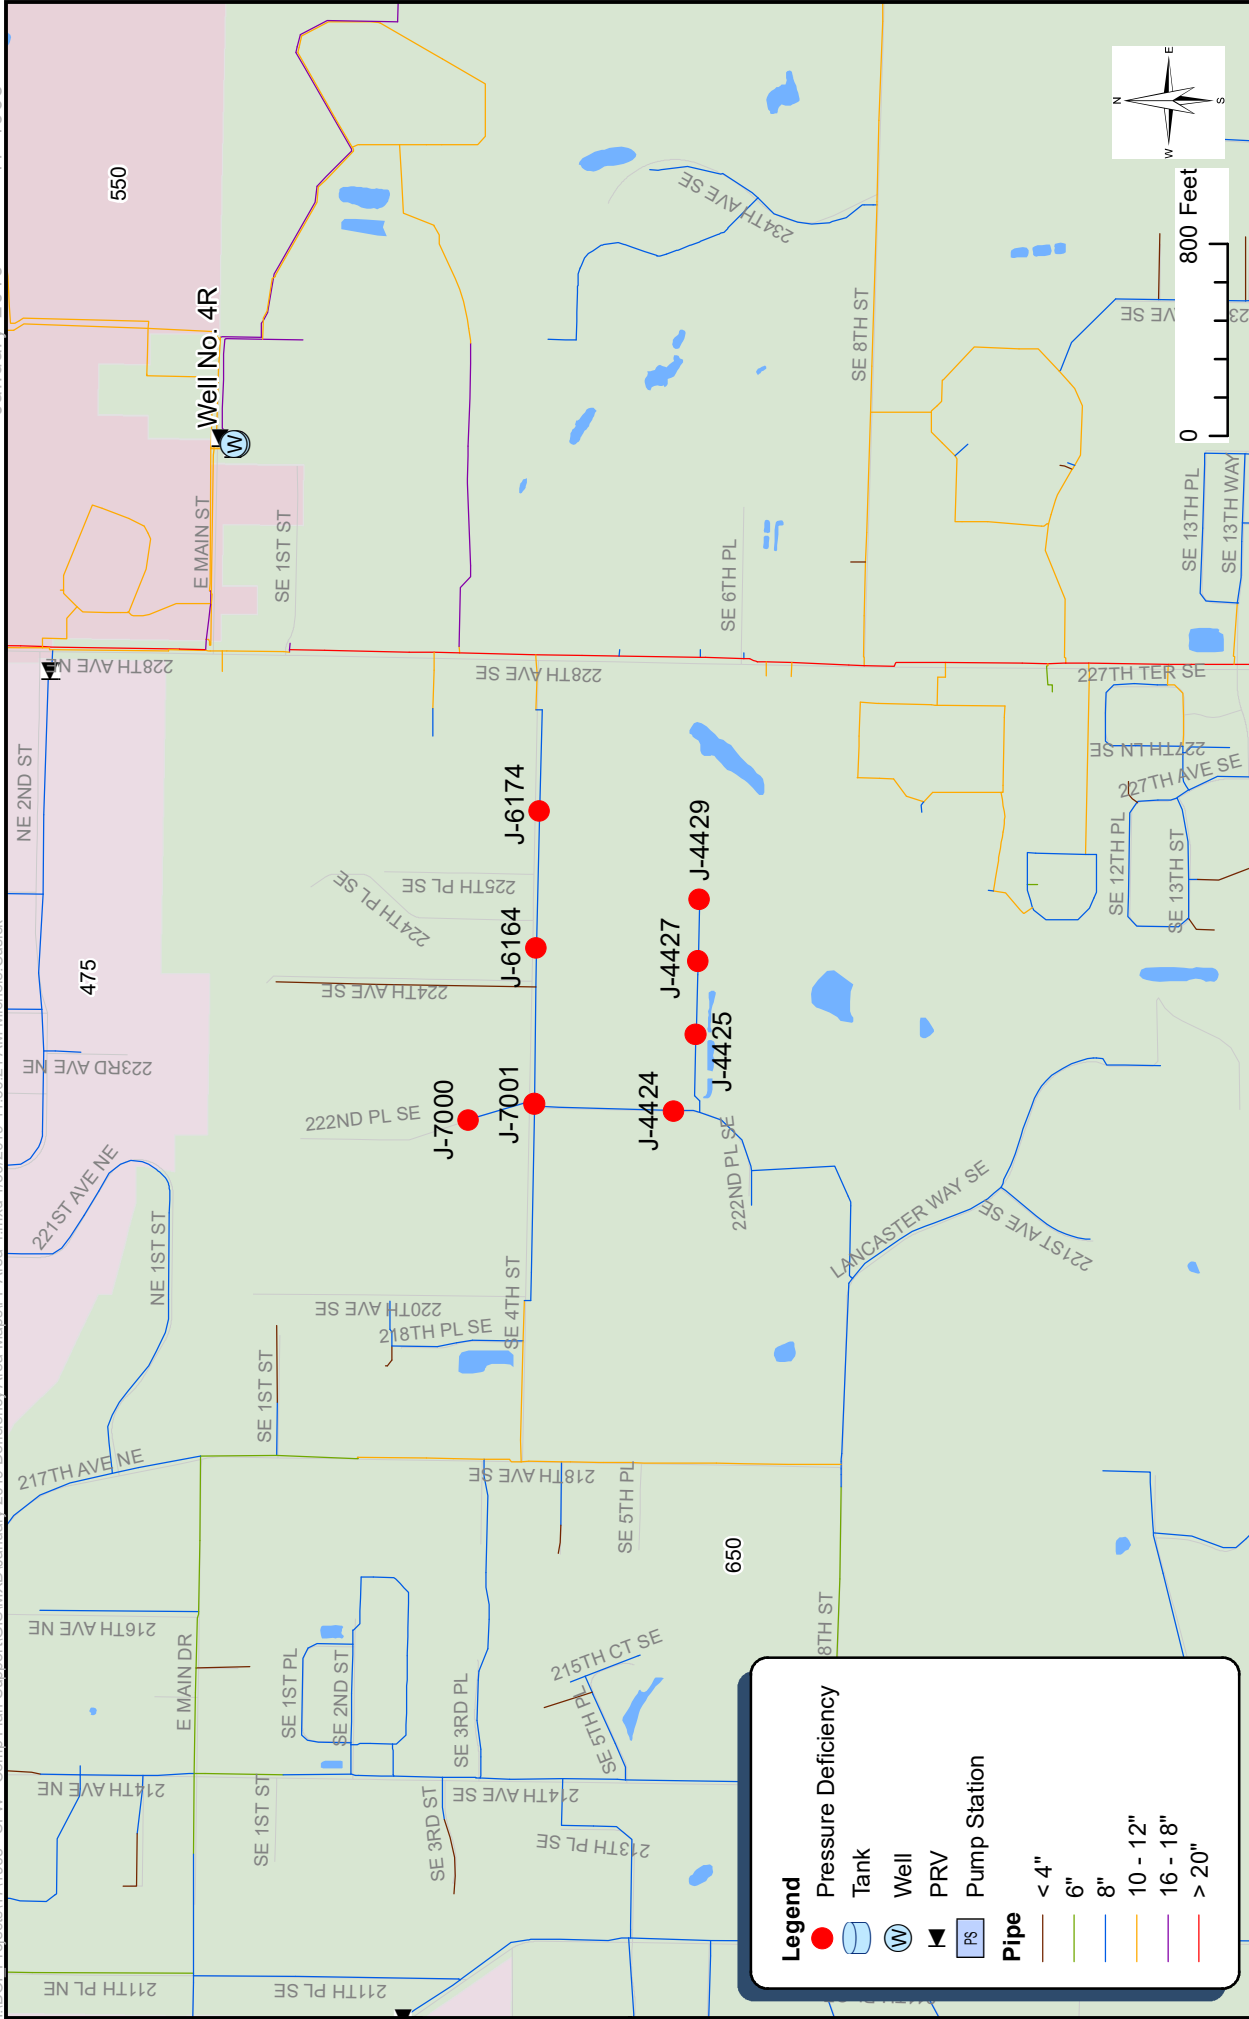 550
Well No. 4R
W
E MAIN ST
SE 1ST ST
228TH AVE NE
NE 2ND ST
475
223RD AVE NE
221ST AVE NE
NE 1ST ST
217TH AVE NE
216TH AVE NE
E MAIN DR
214TH AVE NE
211TH PL NE
234TH AVE SE
SE 8TH ST
SE 6TH PL
228TH AVE SE
J-6174
225TH PL SE
224TH PL SE
J-6164
224TH AVE SE
J-4429
J-4427
J-4425
J-7000
J-7001
222ND PL SE
J-4424
222ND PL SE
SE 4TH ST
220TH AVE SE
218TH PL SE
SE 1ST ST
218TH AVE SE
SE 5TH PL
650
LANCASTER WAY SE
221ST AVE SE
227TH TER SE
227TH LN SE
227TH AVE SE
SE 12TH PL
SE 13TH ST
SE 13TH PL
SE 13TH WAY
AVE SE
SE 1ST PL
SE 2ND ST
SE 3RD PL
215TH CT SE
SE 5TH PL
8TH ST
SE 1ST ST
214TH AVE SE
SE 3RD ST
213TH PL SE
211TH PL SE
N
E
S
W
0 800 Feet
Legend
Pressure Deficiency
Tank
W Well
PRV
PS Pump Station
Pipe
< 4"
6"
8"
10 - 12"
16 - 18"
> 20"